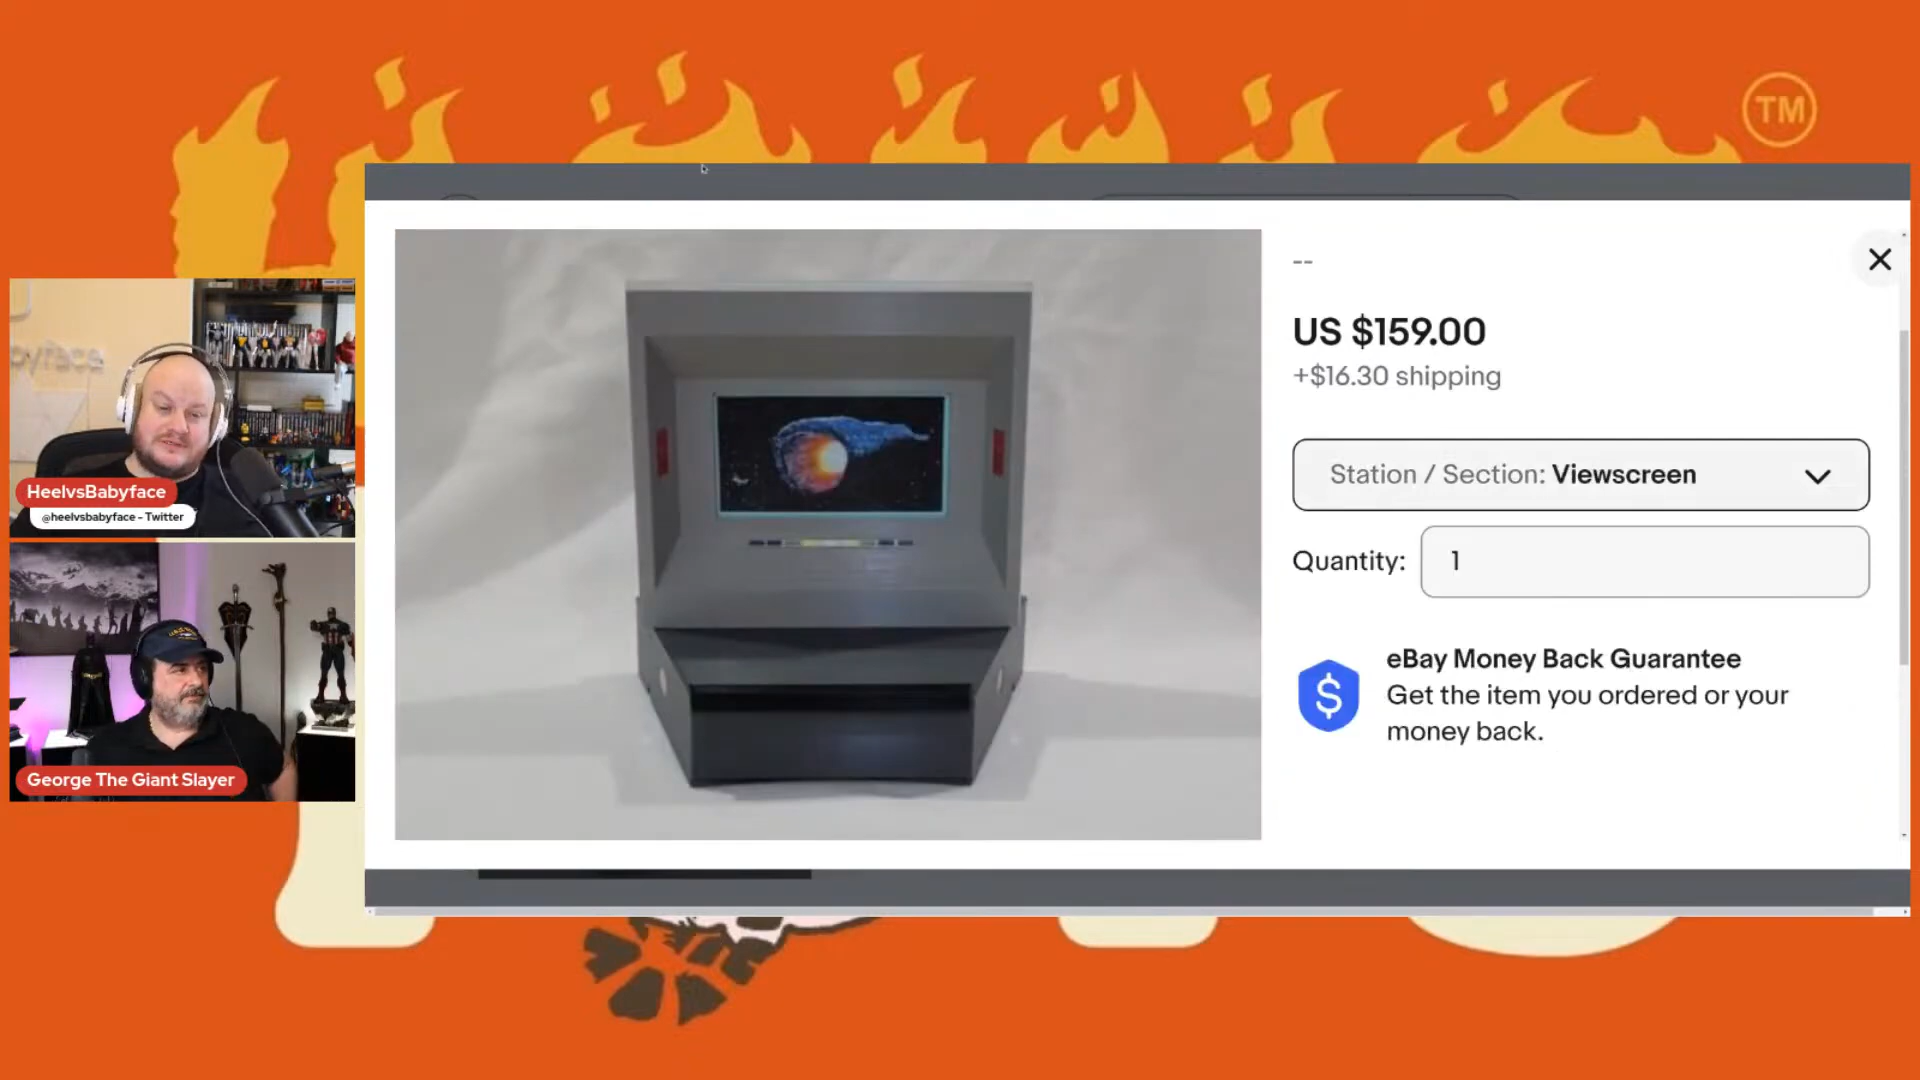 TM
--
US $159.00
+$16.30 shipping
Station / Section: Viewscreen
Quantity: 1
eBay Money Back Guarantee
Get the item you ordered or your
money back.
HeelvsBabyface
@heelvsbabyface - Twitter
George The Giant Slayer